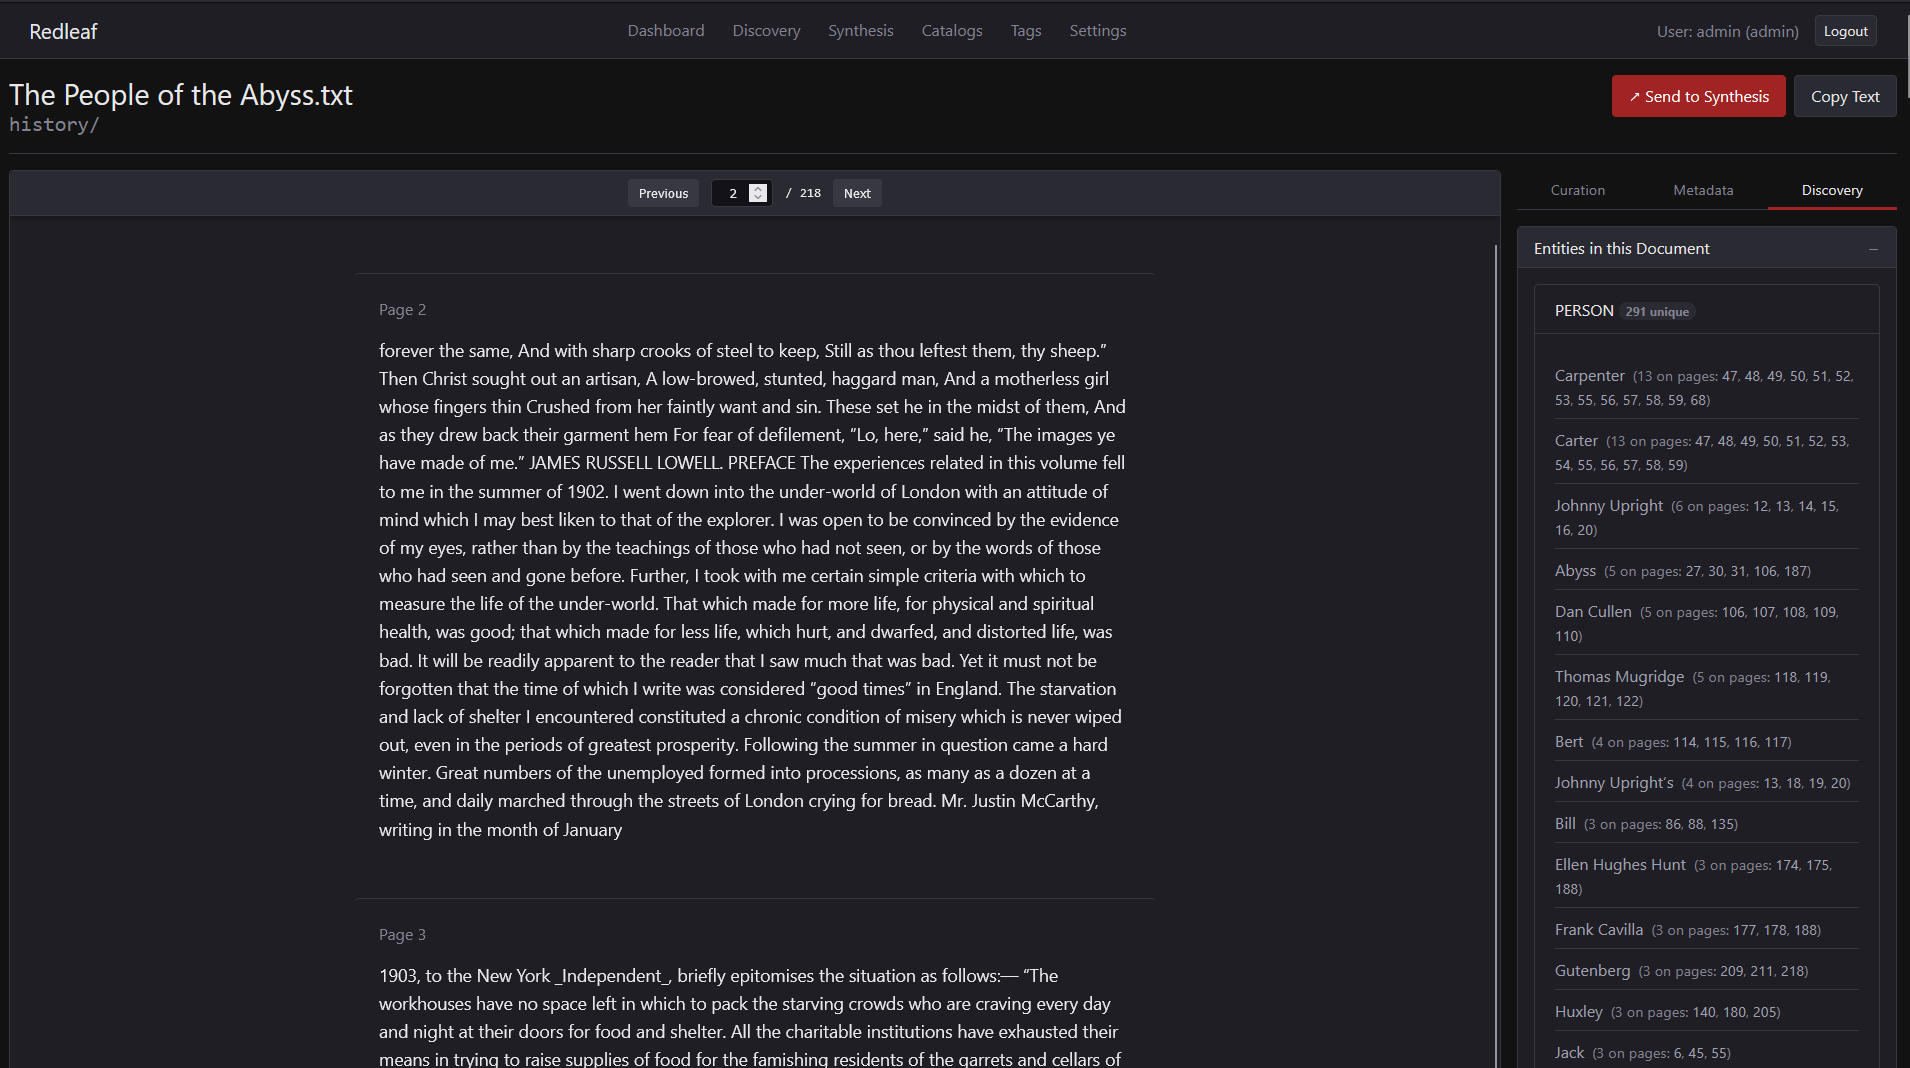 Redleaf
Dashboard
Discovery
Synthesis
Catalogs
Tags
Settings
User: admin (admin)
Logout
The People of the Abyss.txt
history/
↗ Send to Synthesis
Copy Text
Previous
2
/ 218
Next
Page 2
forever the same, And with sharp crooks of steel to keep, Still as thou leftest them, thy sheep.”
Then Christ sought out an artisan, A low-browed, stunted, haggard man, And a motherless girl
whose fingers thin Crushed from her faintly want and sin. These set he in the midst of them, And
as they drew back their garment hem For fear of defilement, “Lo, here,” said he, “The images ye
have made of me.” JAMES RUSSELL LOWELL. PREFACE The experiences related in this volume fell
to me in the summer of 1902. I went down into the under-world of London with an attitude of
mind which I may best liken to that of the explorer. I was open to be convinced by the evidence
of my eyes, rather than by the teachings of those who had not seen, or by the words of those
who had seen and gone before. Further, I took with me certain simple criteria with which to
measure the life of the under-world. That which made for more life, for physical and spiritual
health, was good; that which made for less life, which hurt, and dwarfed, and distorted life, was
bad. It will be readily apparent to the reader that I saw much that was bad. Yet it must not be
forgotten that the time of which I write was considered “good times” in England. The starvation
and lack of shelter I encountered constituted a chronic condition of misery which is never wiped
out, even in the periods of greatest prosperity. Following the summer in question came a hard
winter. Great numbers of the unemployed formed into processions, as many as a dozen at a
time, and daily marched through the streets of London crying for bread. Mr. Justin McCarthy,
writing in the month of January
Page 3
1903, to the New York _Independent_, briefly epitomises the situation as follows:— “The
workhouses have no space left in which to pack the starving crowds who are craving every day
and night at their doors for food and shelter. All the charitable institutions have exhausted their
means in trying to raise supplies of food for the famishing residents of the garrets and cellars of
Curation
Metadata
Discovery
Entities in this Document
–
PERSON 291 unique
Carpenter (13 on pages: 47, 48, 49, 50, 51, 52,
53, 55, 56, 57, 58, 59, 68)
Carter (13 on pages: 47, 48, 49, 50, 51, 52, 53,
54, 55, 56, 57, 58, 59)
Johnny Upright (6 on pages: 12, 13, 14, 15,
16, 20)
Abyss (5 on pages: 27, 30, 31, 106, 187)
Dan Cullen (5 on pages: 106, 107, 108, 109,
110)
Thomas Mugridge (5 on pages: 118, 119,
120, 121, 122)
Bert (4 on pages: 114, 115, 116, 117)
Johnny Upright’s (4 on pages: 13, 18, 19, 20)
Bill (3 on pages: 86, 88, 135)
Ellen Hughes Hunt (3 on pages: 174, 175,
188)
Frank Cavilla (3 on pages: 177, 178, 188)
Gutenberg (3 on pages: 209, 211, 218)
Huxley (3 on pages: 140, 180, 205)
Jack (3 on pages: 6, 45, 55)